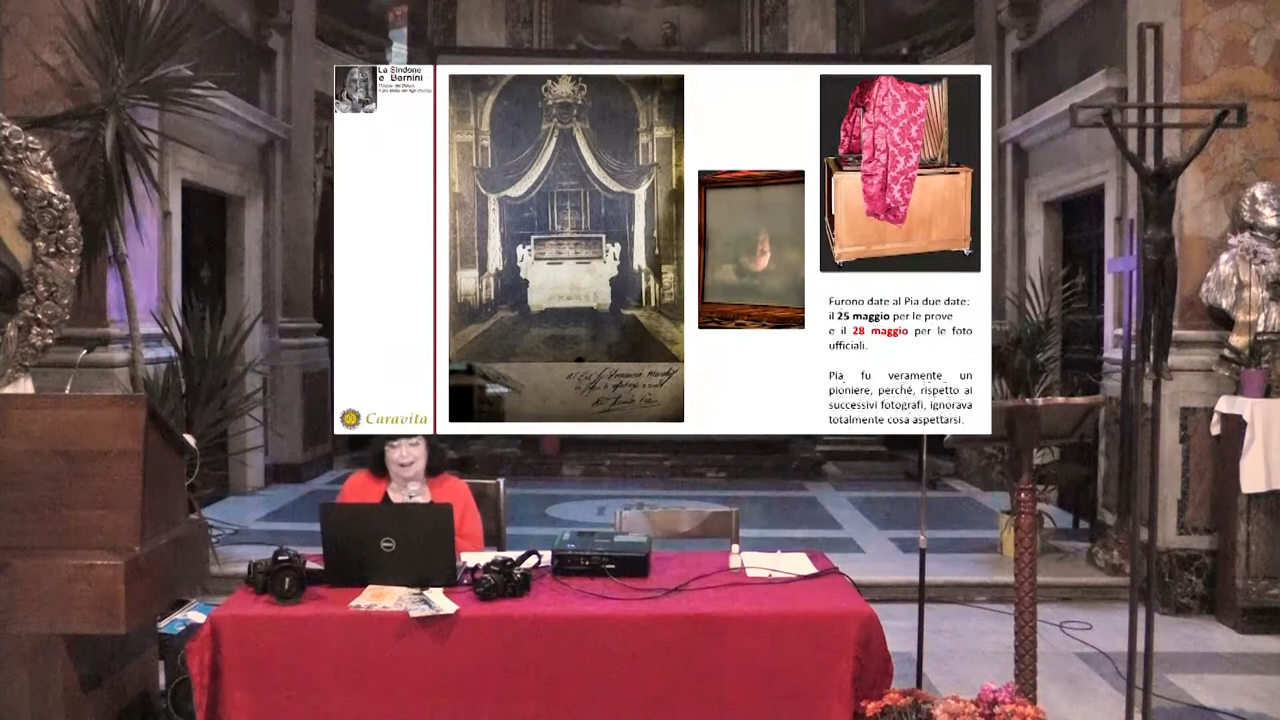 La Sindone
e Bernini
Caravita
Furono date al Pia due date:
il 25 maggio per le prove
e il 28 maggio per le foto
ufficiali.
Pia fu veramente un
pioniere, perché, rispetto ai
successivi fotografi, ignorava
totalmente cosa aspettarsi.
DELL